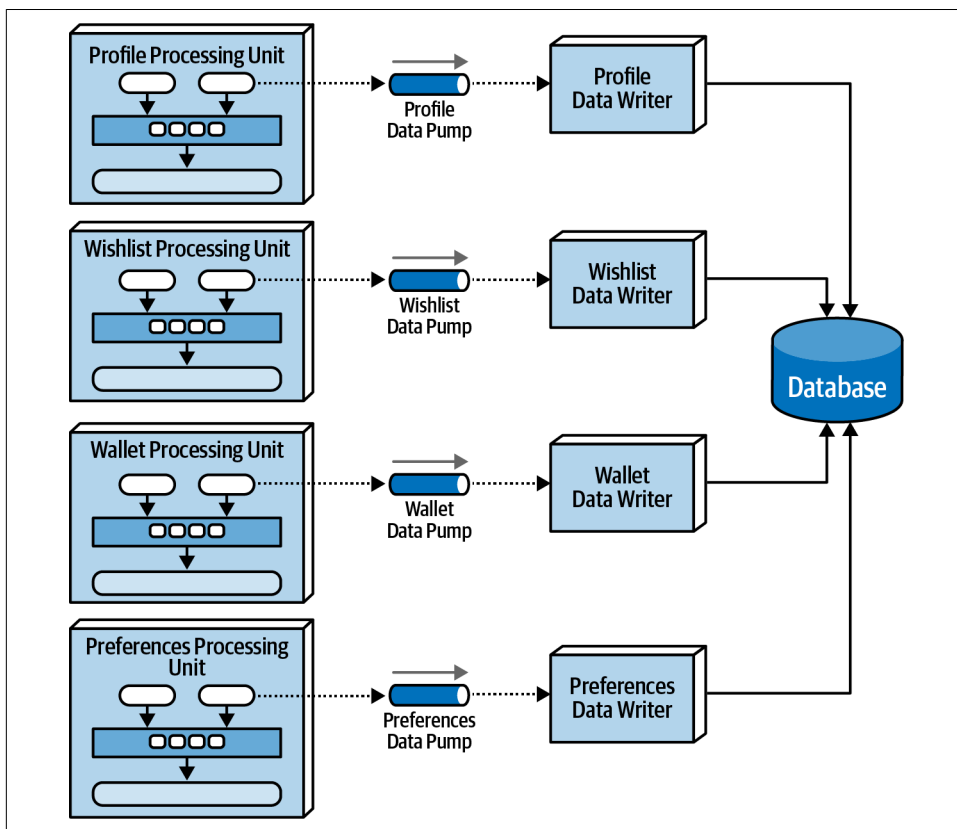 Profile Processing Unit
Profile
Data Pump
Profile
Data Writer
Wishlist Processing Unit
Wishlist
Data Pump
Wishlist
Data Writer
Database
Wallet Processing Unit
Wallet
Data Pump
Wallet
Data Writer
Preferences Processing
Unit
Preferences
Data Pump
Preferences
Data Writer